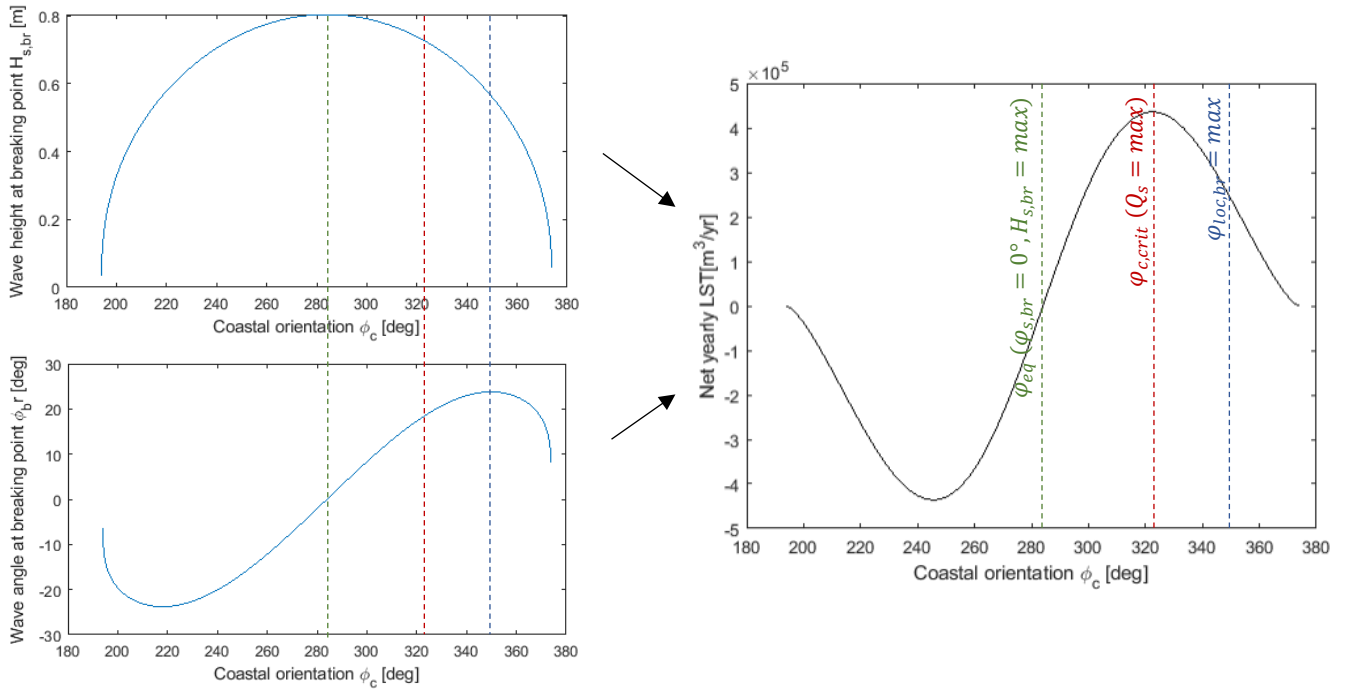 0.8
0.6
0.4
0.2
0
180 200 220 240 260 280 300 320 340 360 380
Wave height at breaking point H_s,br [m]
Coastal orientation ϕ_c [deg]
30
20
10
0
-10
-20
-30
180 200 220 240 260 280 300 320 340 360 380
Wave angle at breaking point ϕ_br [deg]
Coastal orientation ϕ_c [deg]
×10^5
5
4
3
2
1
0
-1
-2
-3
-4
-5
180 200 220 240 260 280 300 320 340 360 380
Net yearly LST[m^3/yr]
Coastal orientation ϕ_c [deg]
φ_eq (φ_s,br = 0°, H_s,br = max)
φ_c,crit (Q_s = max)
φ_loc,br = max